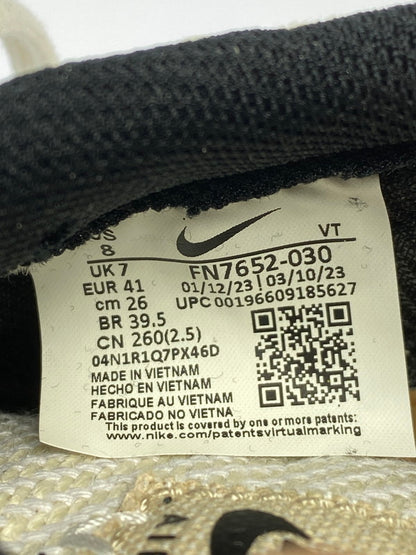 US VT
8 FN7652-030
UK 7 01/12/23 03/10/23
EUR 41 UPC 00196609185627
cm 26
BR 39.5
CN 260(2.5)
04N1R1Q7PX46D
MADE IN VIETNAM
HECHO EN VIETNAM
FABRIQUE AU VIETNAM
FABRICADO NO VIETNA
This product is covered by one or more patents:
www.nike.com/patentsvirtualmarking
AIR